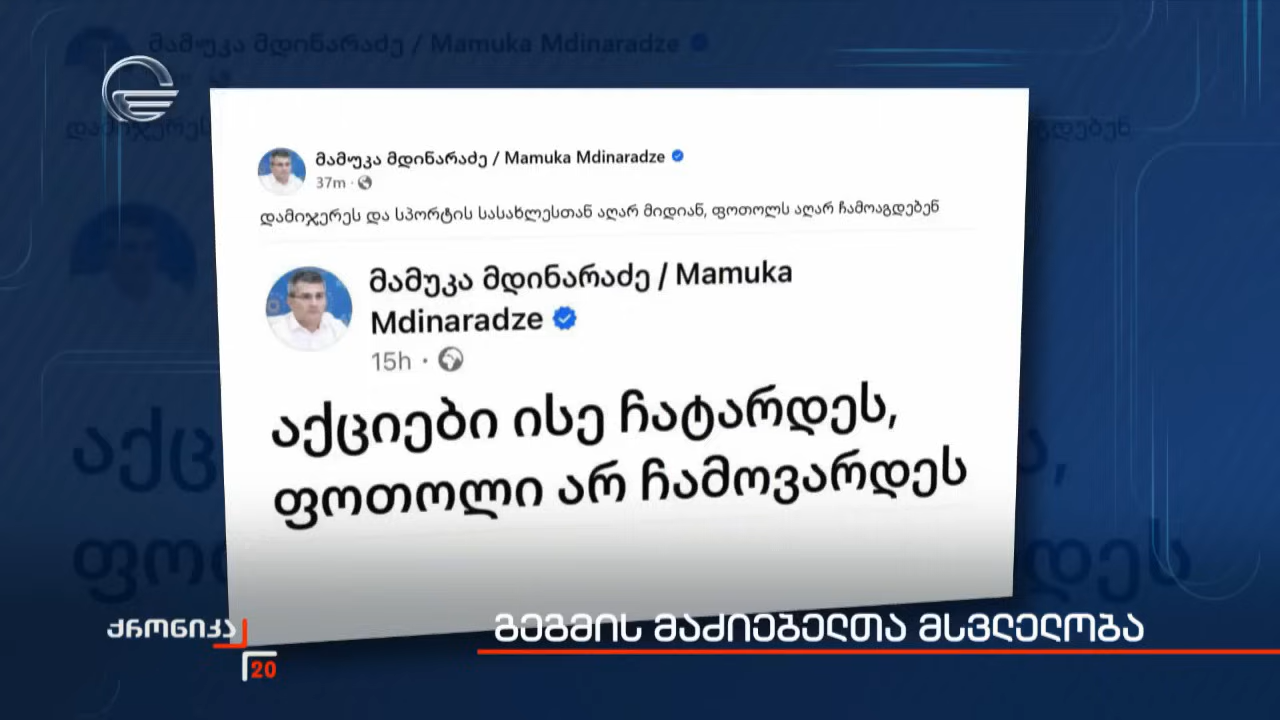 მამუკა მდინარაძე / Mamuka Mdinaradze
37m
დამიჯერეს და სპორტის სასახლესთან აღარ მიდიან, ფოთოლს აღარ ჩამოაგდებენ
მამუკა მდინარაძე / Mamuka
Mdinaradze
15h
აქციები ისე ჩატარდეს,
ფოთოლი არ ჩამოვარდეს
ქრონიკა
20
გეგმის მაძიებელთა მსვლელობა